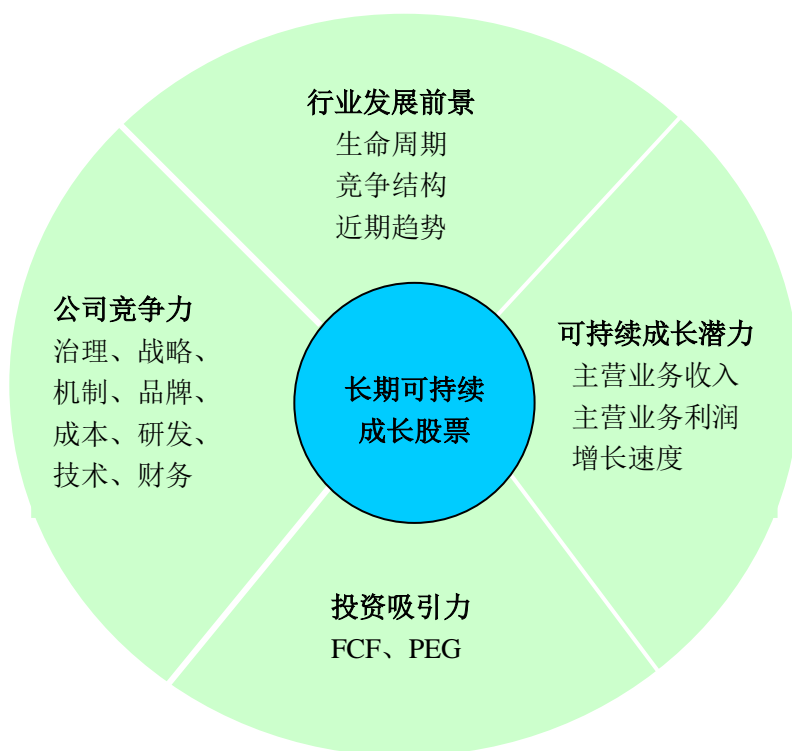 行业发展前景
生命周期
竞争结构
近期趋势
公司竞争力
治理、战略、
机制、品牌、
成本、研发、
技术、财务
长期可持续
成长股票
可持续成长潜力
主营业务收入
主营业务利润
增长速度
投资吸引力
FCF、PEG